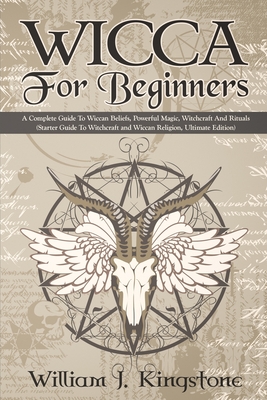 WICCA
For Beginners
A Complete Guide To Wiccan Beliefs, Powerful Magic, Witchcraft And Rituals
(Starter Guide To Witchcraft and Wiccan Religion, Ultimate Edition)
William J. Kingstone